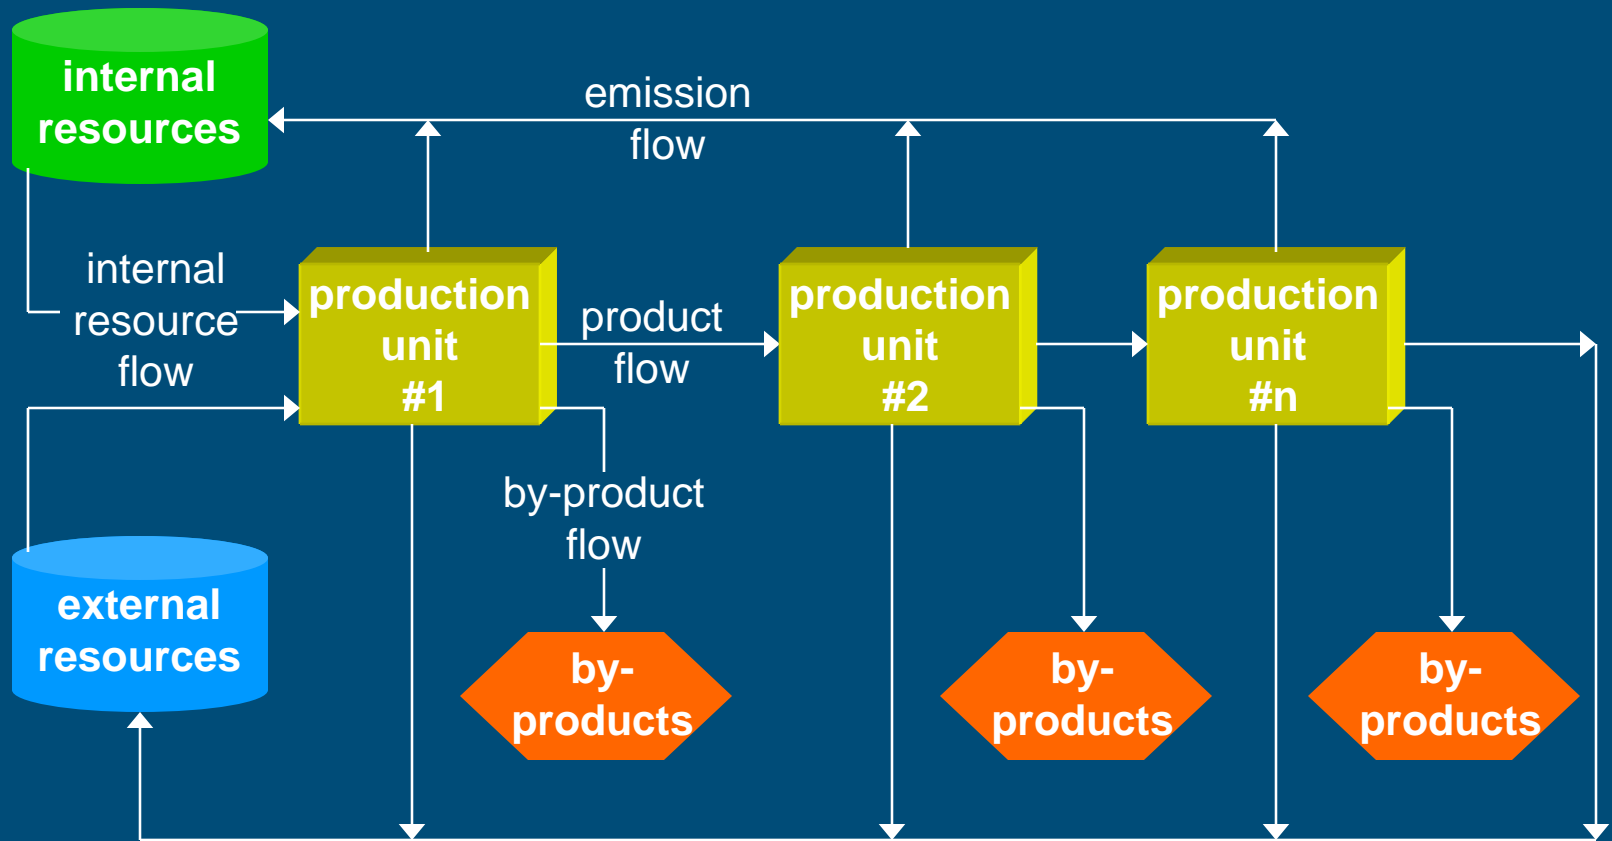 internal
resources
emission
flow
internal
resource
flow
production
unit
#1
product
flow
production
unit
#2
production
unit
#n
by-product
flow
external
resources
by-
products
by-
products
by-
products